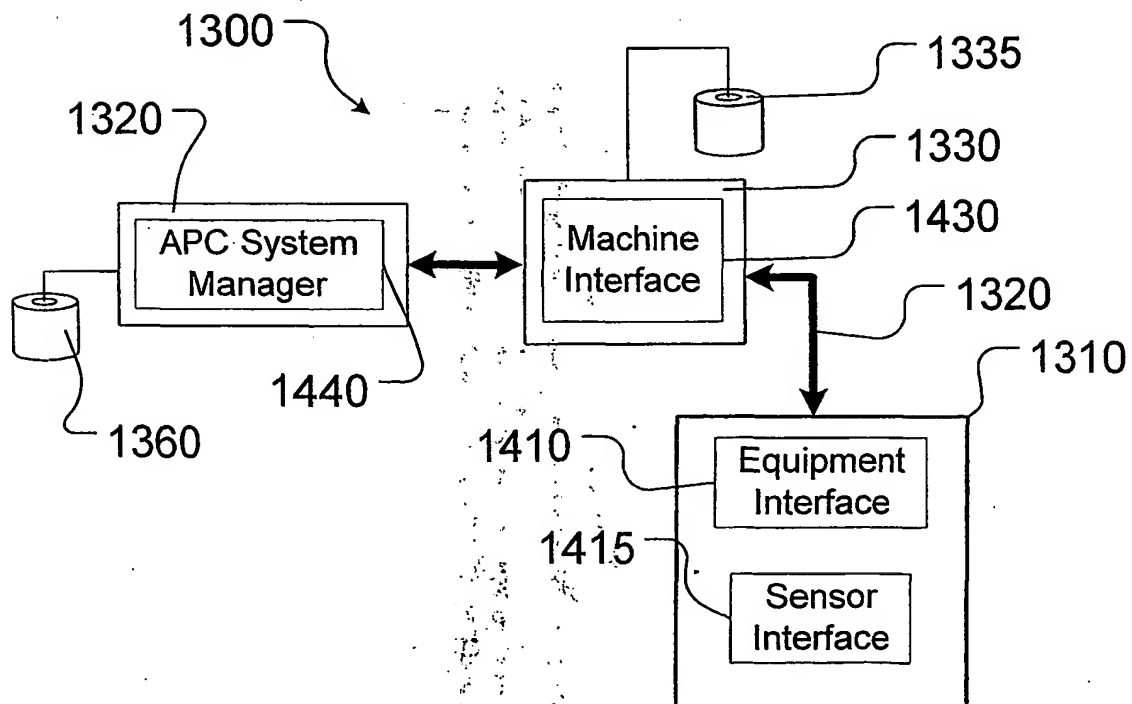 1300
1335
1320
1330
APC System
Manager
Machine
Interface
1430
1320
1440
1310
1360
1410
Equipment
Interface
1415
Sensor
Interface